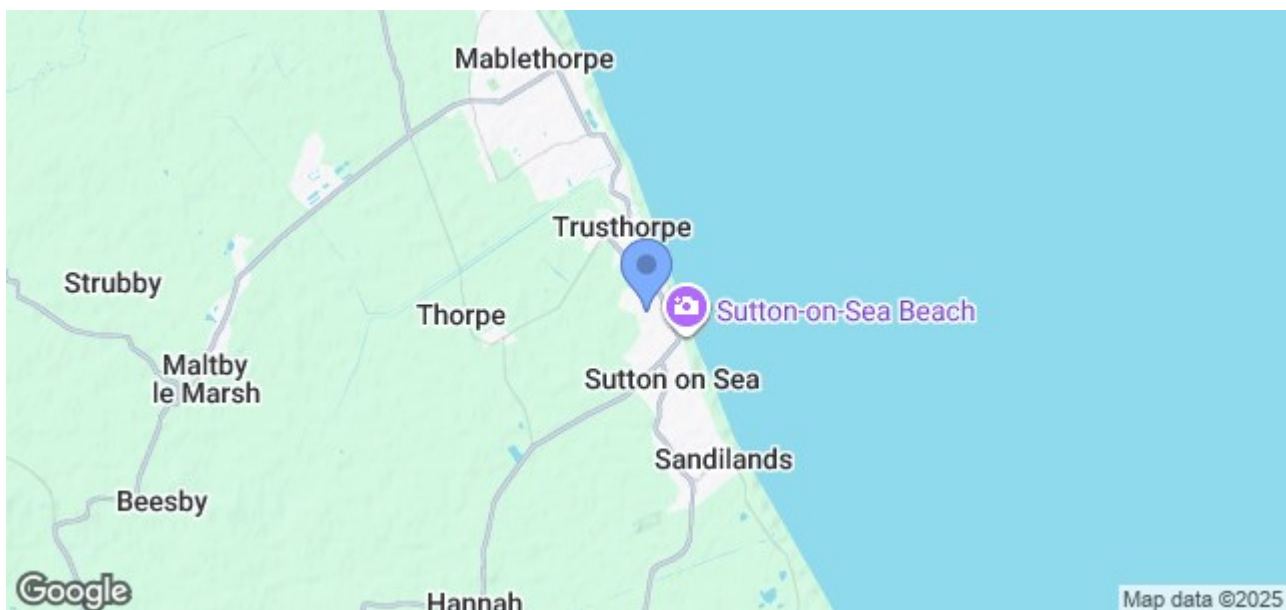 Mablethorpe
Trusthorpe
Strubby
Thorpe
Sutton-on-Sea Beach
Maltby
le Marsh
Sutton on Sea
Sandilands
Beesby
Hannah
Google
Map data ©2025